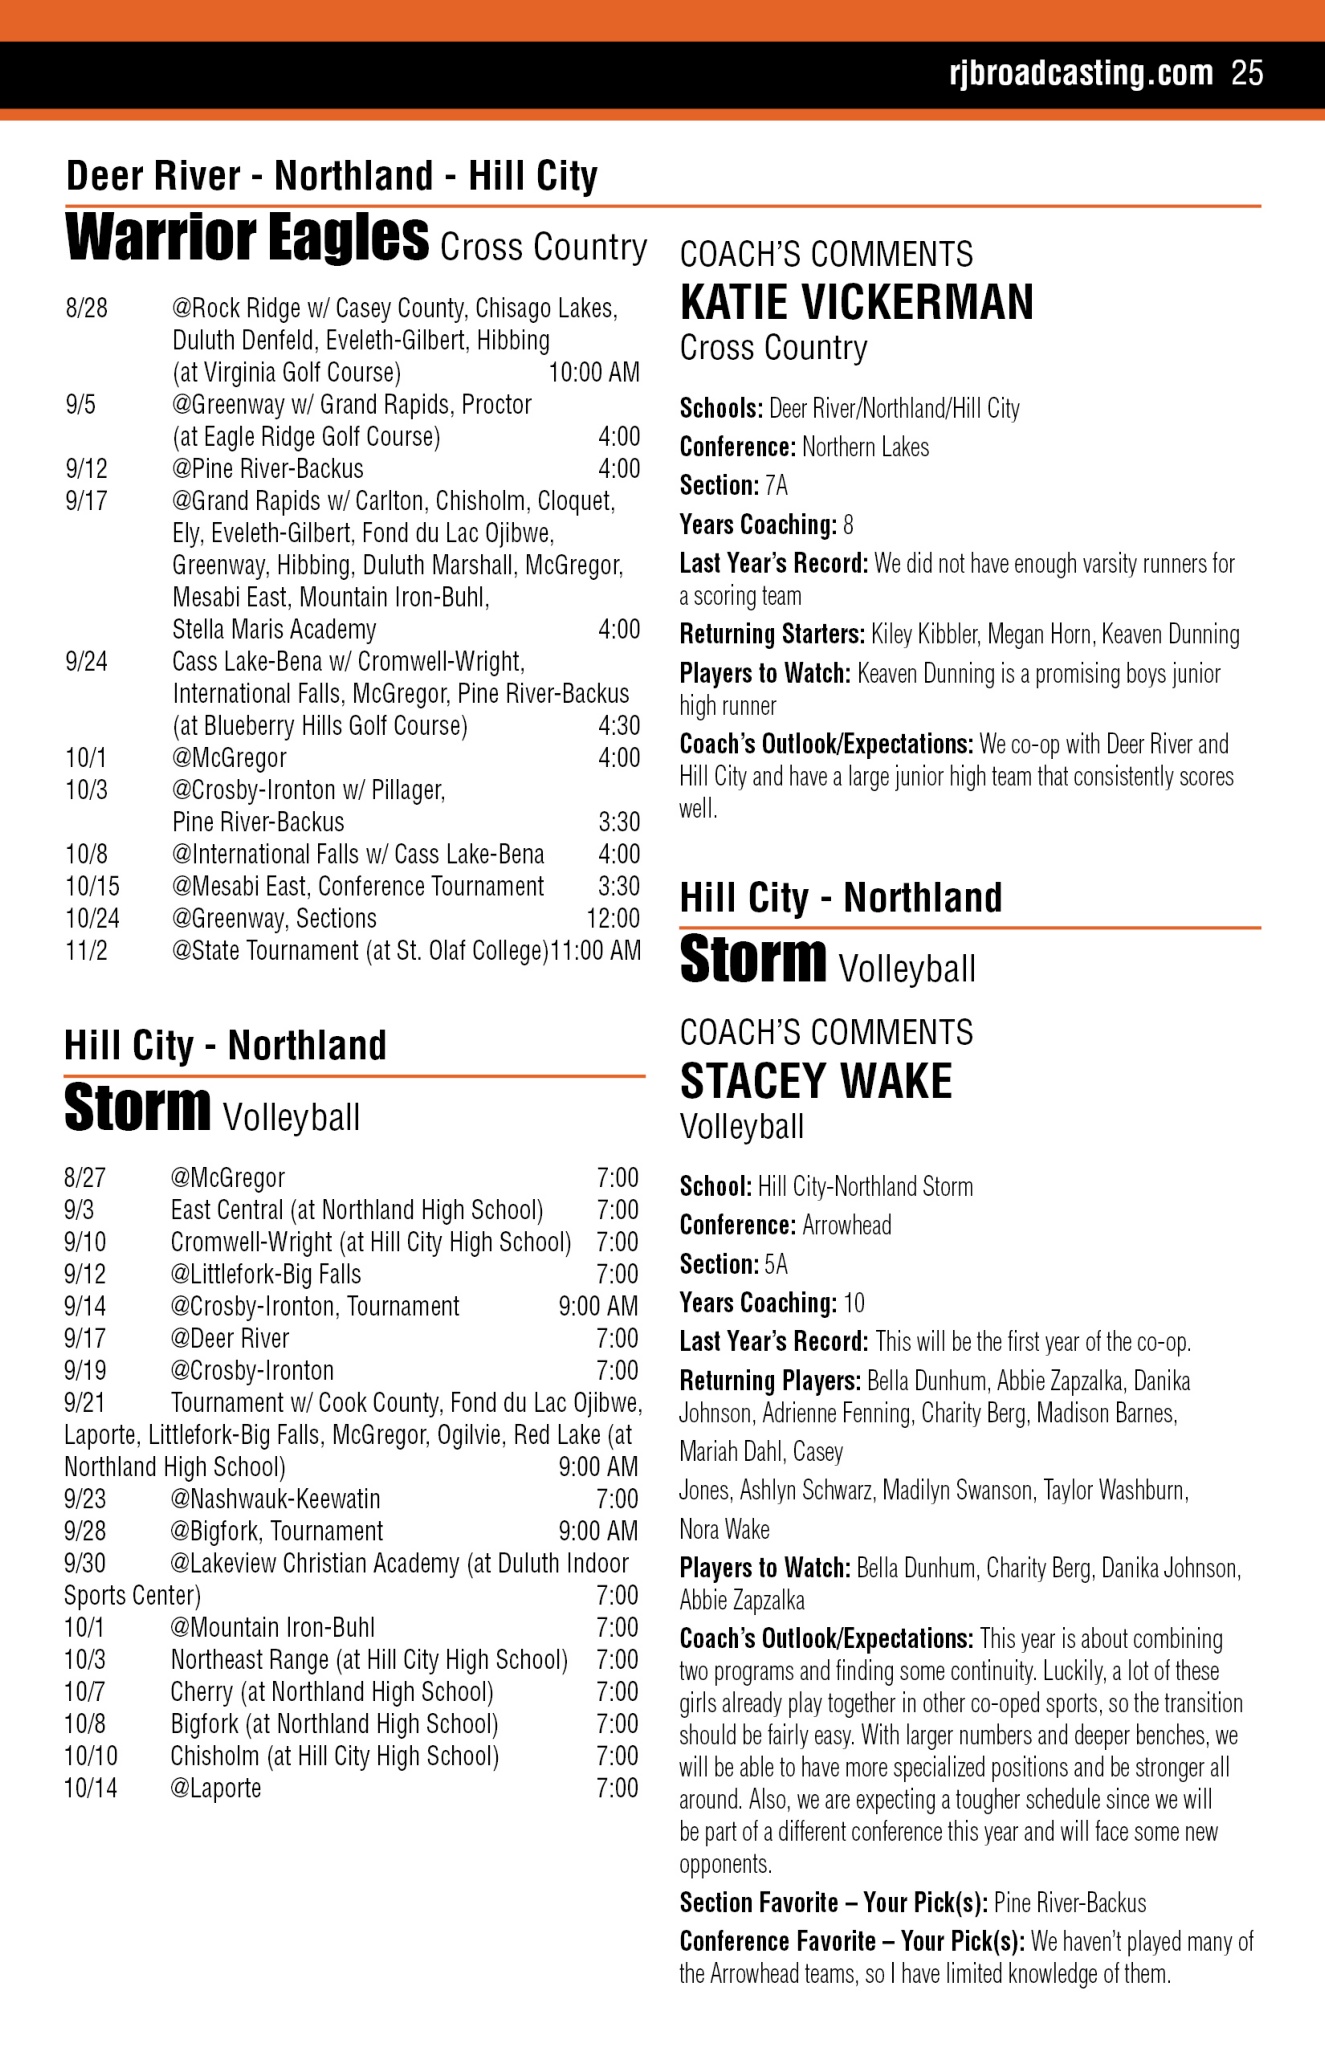 rjbroadcasting.com 25
Deer River - Northland - Hill City
Warrior Eagles Cross Country
8/28 @Rock Ridge w/ Casey County, Chisago Lakes,
Duluth Denfeld, Eveleth-Gilbert, Hibbing
(at Virginia Golf Course) 10:00 AM
9/5 @Greenway w/ Grand Rapids, Proctor
(at Eagle Ridge Golf Course) 4:00
9/12 @Pine River-Backus 4:00
9/17 @Grand Rapids w/ Carlton, Chisholm, Cloquet,
Ely, Eveleth-Gilbert, Fond du Lac Ojibwe,
Greenway, Hibbing, Duluth Marshall, McGregor,
Mesabi East, Mountain Iron-Buhl,
Stella Maris Academy 4:00
9/24 Cass Lake-Bena w/ Cromwell-Wright,
International Falls, McGregor, Pine River-Backus
(at Blueberry Hills Golf Course) 4:30
10/1 @McGregor 4:00
10/3 @Crosby-Ironton w/ Pillager,
Pine River-Backus 3:30
10/8 @International Falls w/ Cass Lake-Bena 4:00
10/15 @Mesabi East, Conference Tournament 3:30
10/24 @Greenway, Sections 12:00
11/2 @State Tournament (at St. Olaf College)11:00 AM
Hill City - Northland
Storm Volleyball
8/27 @McGregor 7:00
9/3 East Central (at Northland High School) 7:00
9/10 Cromwell-Wright (at Hill City High School) 7:00
9/12 @Littlefork-Big Falls 7:00
9/14 @Crosby-Ironton, Tournament 9:00 AM
9/17 @Deer River 7:00
9/19 @Crosby-Ironton 7:00
9/21 Tournament w/ Cook County, Fond du Lac Ojibwe,
Laporte, Littlefork-Big Falls, McGregor, Ogilvie, Red Lake (at
Northland High School) 9:00 AM
9/23 @Nashwauk-Keewatin 7:00
9/28 @Bigfork, Tournament 9:00 AM
9/30 @Lakeview Christian Academy (at Duluth Indoor
Sports Center) 7:00
10/1 @Mountain Iron-Buhl 7:00
10/3 Northeast Range (at Hill City High School) 7:00
10/7 Cherry (at Northland High School) 7:00
10/8 Bigfork (at Northland High School) 7:00
10/10 Chisholm (at Hill City High School) 7:00
10/14 @Laporte 7:00
COACH'S COMMENTS
KATIE VICKERMAN
Cross Country
Schools: Deer River/Northland/Hill City
Conference: Northern Lakes
Section: 7A
Years Coaching: 8
Last Year's Record: We did not have enough varsity runners for
a scoring team
Returning Starters: Kiley Kibbler, Megan Horn, Keaven Dunning
Players to Watch: Keaven Dunning is a promising boys junior
high runner
Coach's Outlook/Expectations: We co-op with Deer River and
Hill City and have a large junior high team that consistently scores
well.
Hill City - Northland
Storm Volleyball
COACH'S COMMENTS
STACEY WAKE
Volleyball
School: Hill City-Northland Storm
Conference: Arrowhead
Section: 5A
Years Coaching: 10
Last Year's Record: This will be the first year of the co-op.
Returning Players: Bella Dunhum, Abbie Zapzalka, Danika
Johnson, Adrienne Fenning, Charity Berg, Madison Barnes,
Mariah Dahl, Casey
Jones, Ashlyn Schwarz, Madilyn Swanson, Taylor Washburn,
Nora Wake
Players to Watch: Bella Dunhum, Charity Berg, Danika Johnson,
Abbie Zapzalka
Coach's Outlook/Expectations: This year is about combining
two programs and finding some continuity. Luckily, a lot of these
girls already play together in other co-oped sports, so the transition
should be fairly easy. With larger numbers and deeper benches, we
will be able to have more specialized positions and be stronger all
around. Also, we are expecting a tougher schedule since we will
be part of a different conference this year and will face some new
opponents.
Section Favorite – Your Pick(s): Pine River-Backus
Conference Favorite – Your Pick(s): We haven't played many of
the Arrowhead teams, so I have limited knowledge of them.